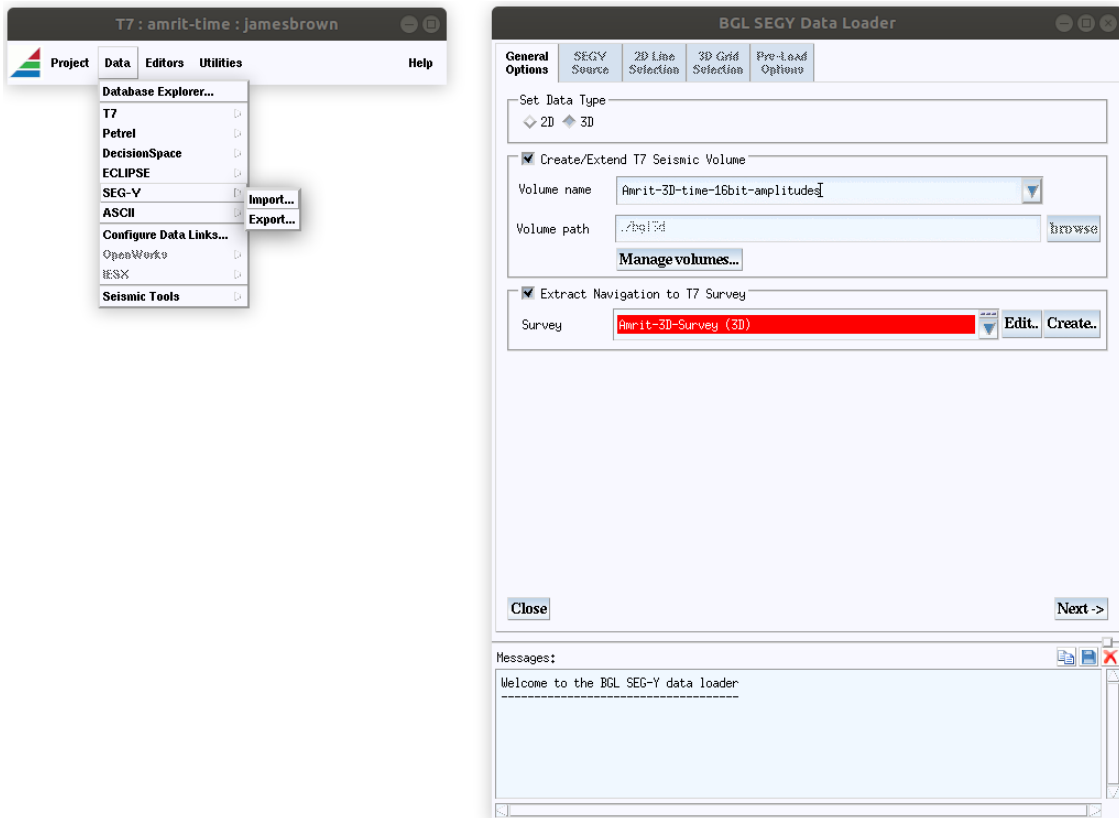 T7 : amrit-time : jamesbrown
Project Data Editors Utilities Help
Database Explorer...
T7
Petrel
DecisionSpace
ECLIPSE
SEG-Y
ASCII
Configure Data Links...
OpenWorks
IESX
Seismic Tools
Import...
Export...
BGL SEGY Data Loader
General Options
SEGY Source
2D Line Selection
3D Grid Selection
Pre-Load Options
Set Data Type
2D 3D
Create/Extend T7 Seismic Volume
Volume name Amrit-3D-time-16bit-amplitudes
Volume path ./bgl3d browse
Manage volumes...
Extract Navigation to T7 Survey
Survey Amrit-3D-Survey (3D) Edit.. Create..
Close Next ->
Messages:
Welcome to the BGL SEG-Y data loader
-----------------------------------